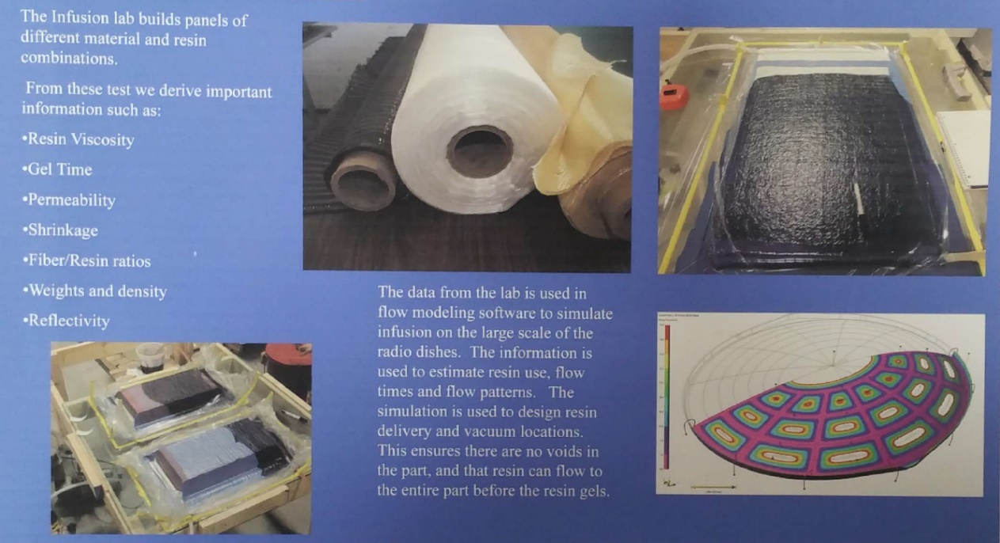 The Infusion lab builds panels of
different material and resin
combinations.
From these test we derive important
information such as:
•Resin Viscosity
•Gel Time
•Permeability
•Shrinkage
•Fiber/Resin ratios
•Weights and density
•Reflectivity
The data from the lab is used in
flow modeling software to simulate
infusion on the large scale of the
radio dishes.  The information is
used to estimate resin use, flow
times and flow patterns.   The
simulation is used to design resin
delivery and vacuum locations.
This ensures there are no voids in
the part, and that resin can flow to
the entire part before the resin gels.